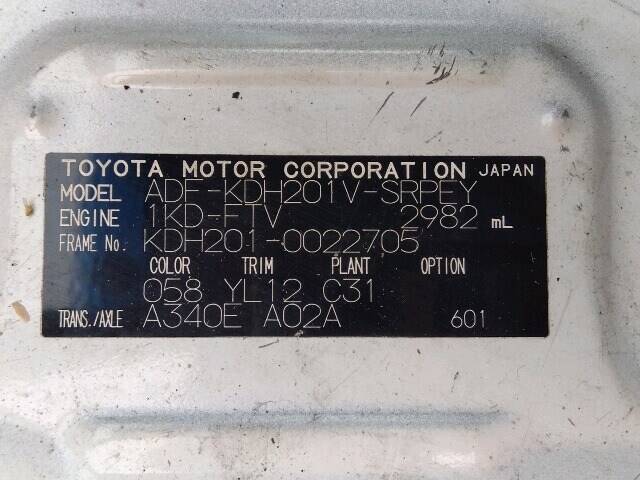 TOYOTA MOTOR CORPORATION JAPAN
MODEL ADF-KDH201V-SRPEY
ENGINE 1KD-FTV 2982 mL
FRAME No. KDH201-0022705
COLOR TRIM PLANT OPTION
058 YL12 C31
TRANS./AXLE A340E A02A 601